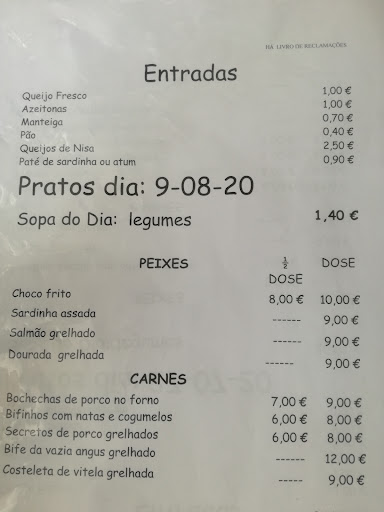 HÁ LIVRO DE RECLAMAÇÕES
Entradas
Queijo Fresco 1,00 €
Azeitonas 1,00 €
Manteiga 0,70 €
Pão 0,40 €
Queijos de Nisa 2,50 €
Paté de sardinha ou atum 0,90 €
Pratos dia: 9-08-20
Sopa do Dia: legumes 1,40 €
PEIXES ½ DOSE DOSE
Choco frito 8,00 € 10,00 €
Sardinha assada ------ 9,00 €
Salmão grelhado ------ 9,00 €
Dourada grelhada ------ 9,00 €
CARNES
Bochechas de porco no forno 7,00 € 9,00 €
Bifinhos com natas e cogumelos 6,00 € 8,00 €
Secretos de porco grelhados 6,00 € 8,00 €
Bife da vazia angus grelhado ------ 12,00 €
Costeleta de vitela grelhada ----- 9,00 €